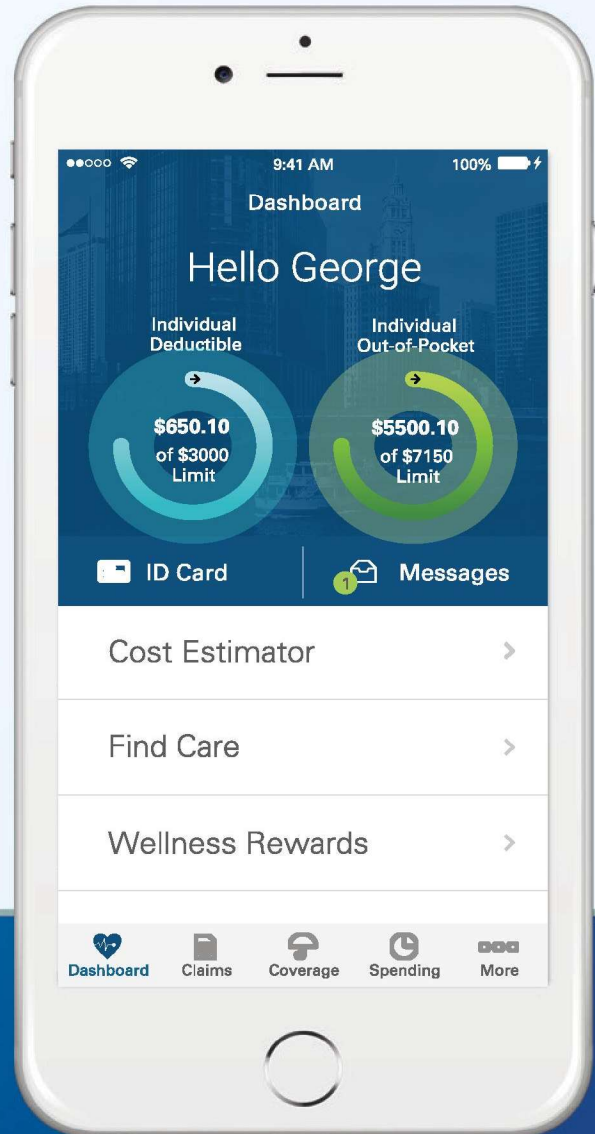 9:41 AM
100%
Dashboard
Hello George
Individual
Deductible
$650.10
of $3000
Limit
Individual
Out-of-Pocket
$5500.10
of $7150
Limit
ID Card
1
Messages
Cost Estimator
Find Care
Wellness Rewards
Dashboard
Claims
Coverage
Spending
More